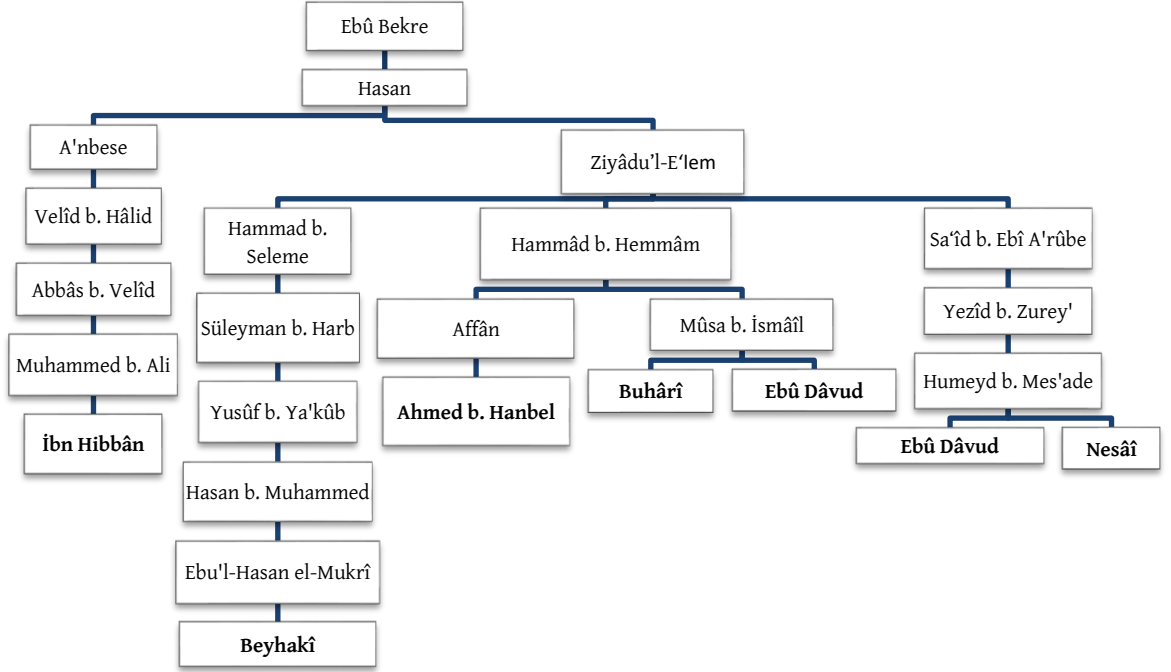 Ebû Bekre
Hasan
A'nbese
Ziyâdu’l-E‘lem
Velîd b. Hâlid
Hammad b.
Seleme
Hammâd b. Hemmâm
Sa‘îd b. Ebî A'rûbe
Abbâs b. Velîd
Süleyman b. Harb
Affân
Mûsa b. İsmâîl
Yezîd b. Zurey'
Muhammed b. Ali
Yusûf b. Ya'kûb
Ahmed b. Hanbel
Buhârî
Ebû Dâvud
Humeyd b. Mes'ade
İbn Hibbân
Ebû Dâvud
Nesâî
Hasan b. Muhammed
Ebu'l-Hasan el-Mukrî
Beyhakî